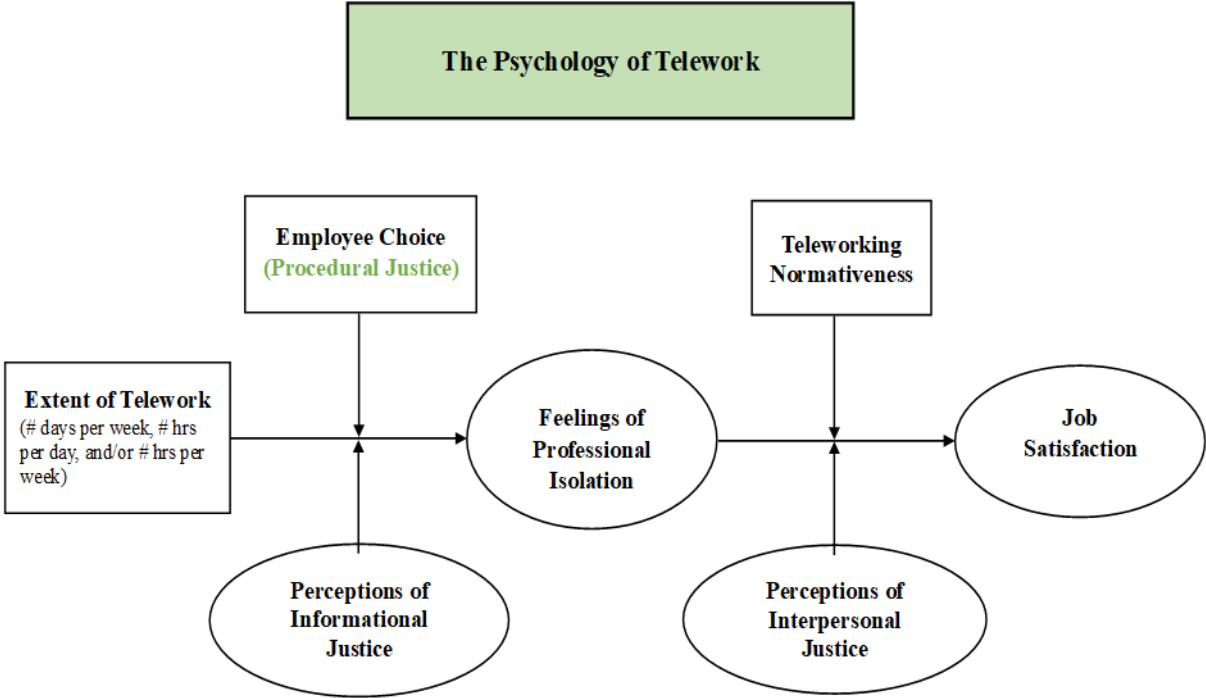 The Psychology of Telework
Employee Choice
(Procedural Justice)
Teleworking
Normativeness
Extent of Telework
(# days per week, # hrs
per day, and/or # hrs per
week)
Feelings of
Professional
Isolation
Job
Satisfaction
Perceptions of
Informational
Justice
Perceptions of
Interpersonal
Justice